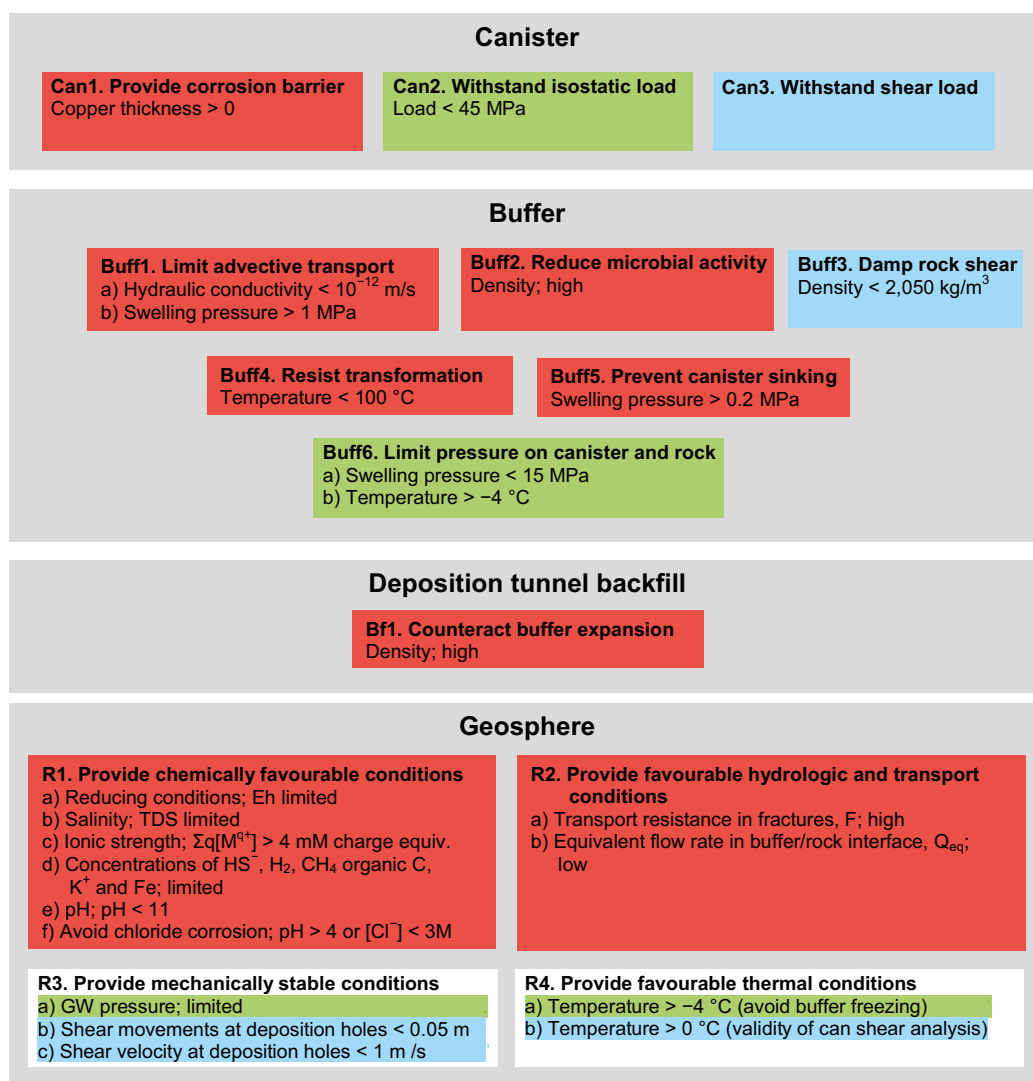 Canister
Can1. Provide corrosion barrier
Copper thickness > 0
Can2. Withstand isostatic load
Load < 45 MPa
Can3. Withstand shear load
Buffer
Buff1. Limit advective transport
a) Hydraulic conductivity < 10⁻¹² m/s
b) Swelling pressure > 1 MPa
Buff2. Reduce microbial activity
Density; high
Buff3. Damp rock shear
Density < 2,050 kg/m³
Buff4. Resist transformation
Temperature < 100 °C
Buff5. Prevent canister sinking
Swelling pressure > 0.2 MPa
Buff6. Limit pressure on canister and rock
a) Swelling pressure < 15 MPa
b) Temperature > −4 °C
Deposition tunnel backfill
Bf1. Counteract buffer expansion
Density; high
Geosphere
R1. Provide chemically favourable conditions
a) Reducing conditions; Eh limited
b) Salinity; TDS limited
c) Ionic strength; Σq[M^q+] > 4 mM charge equiv.
d) Concentrations of HS⁻, H₂, CH₄ organic C,
K⁺ and Fe; limited
e) pH; pH < 11
f) Avoid chloride corrosion; pH > 4 or [Cl⁻] < 3M
R2. Provide favourable hydrologic and transport
conditions
a) Transport resistance in fractures, F; high
b) Equivalent flow rate in buffer/rock interface, Q_eq;
low
R3. Provide mechanically stable conditions
a) GW pressure; limited
b) Shear movements at deposition holes < 0.05 m
c) Shear velocity at deposition holes < 1 m /s
R4. Provide favourable thermal conditions
a) Temperature > −4 °C (avoid buffer freezing)
b) Temperature > 0 °C (validity of can shear analysis)